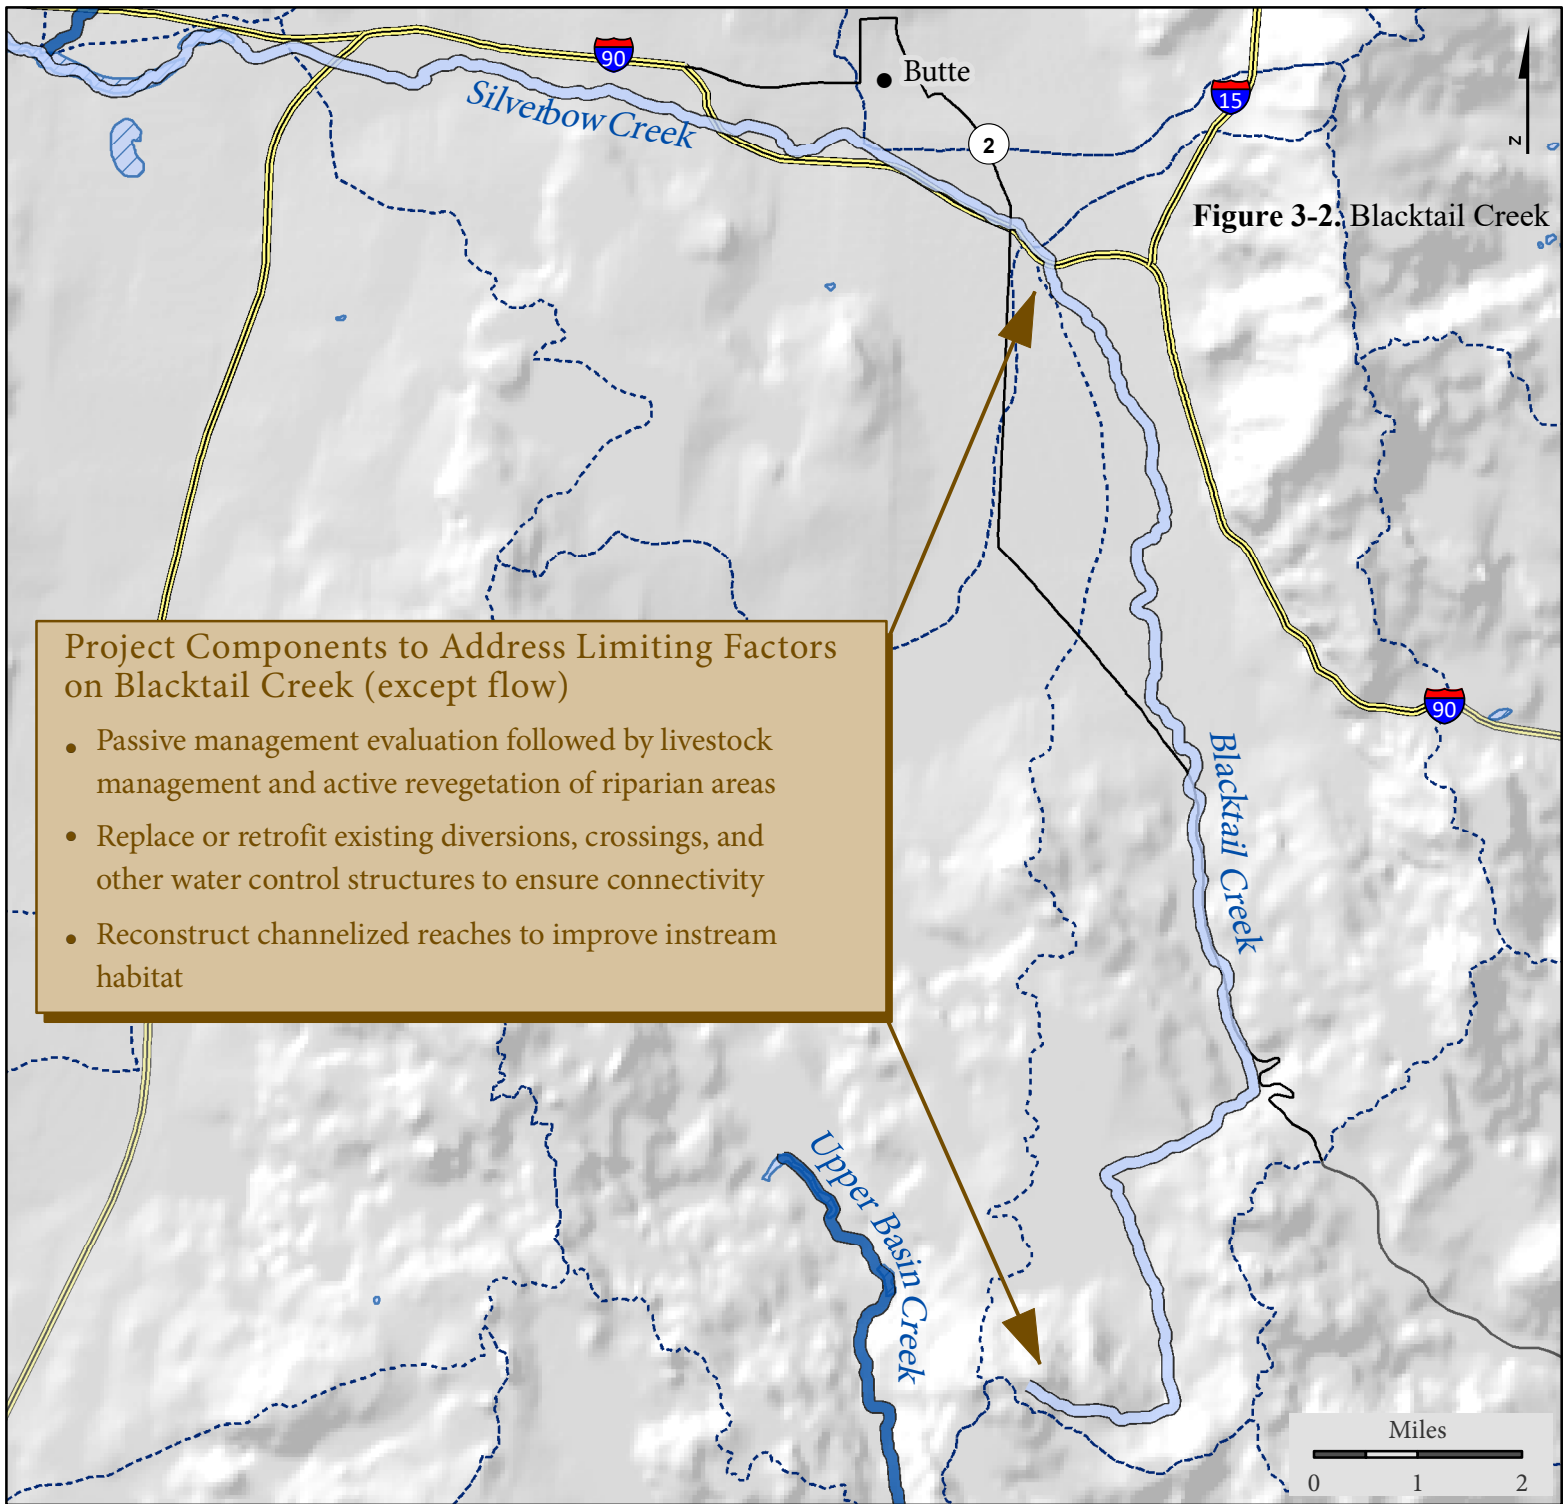 90
Butte
15
Silverbow Creek
2
N
Figure 3-2. Blacktail Creek
Project Components to Address Limiting Factors
on Blacktail Creek (except flow)
• Passive management evaluation followed by livestock
management and active revegetation of riparian areas
• Replace or retrofit existing diversions, crossings, and
other water control structures to ensure connectivity
• Reconstruct channelized reaches to improve instream
habitat
90
Blacktail Creek
Upper Basin Creek
Miles
0 1 2